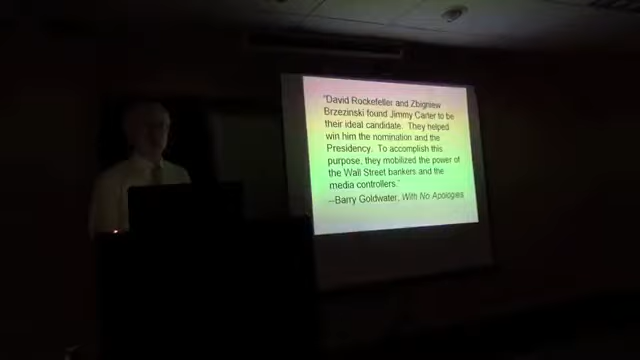 "David Rockefeller and Zbigniew
Brzezinski found Jimmy Carter to be
their ideal candidate. They helped
win him the nomination and the
Presidency. To accomplish this
purpose, they mobilized the power of
the Wall Street bankers and the
media controllers."
--Barry Goldwater, With No Apologies